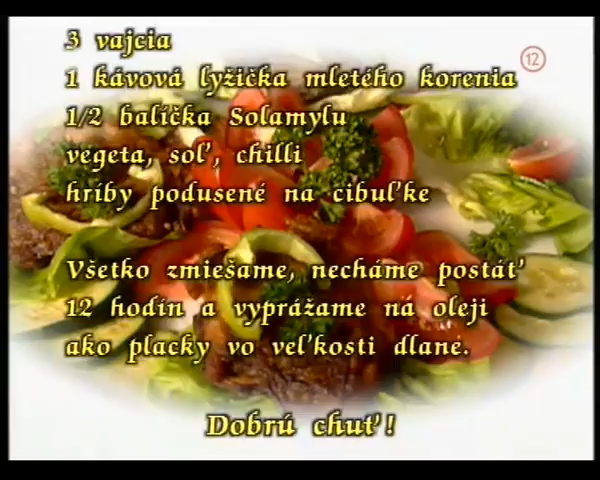 3 vajcia
12
1 kávová lyžička mletého korenia
1/2 balíčka Solamylu
vegeta, soľ, chilli
hríby podusené na cibuľke
Všetko zmiešame, necháme postáť
12 hodín a vyprážame ná oleji
ako placky vo veľkosti dlane.
Dobrú chuť!